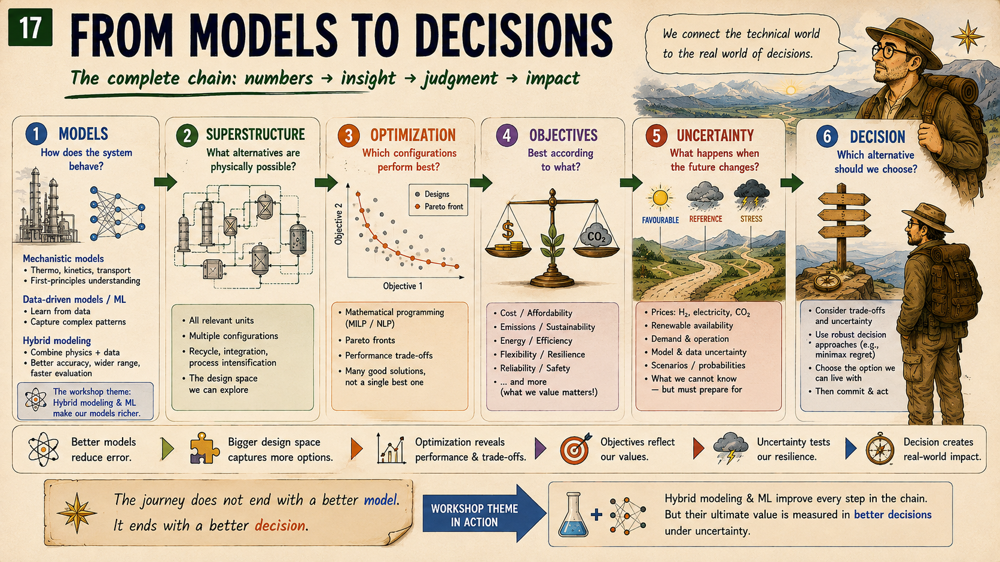 17
FROM MODELS TO DECISIONS
The complete chain: numbers → insight → judgment → impact
We connect the technical world
to the real world of decisions.
1 MODELS
How does the system
behave?
Mechanistic models
• Thermo, kinetics, transport
• First-principles understanding
Data-driven models / ML
• Learn from data
• Capture complex patterns
Hybrid modeling
• Combine physics + data
• Better accuracy, wider range,
faster evaluation
The workshop theme:
Hybrid modeling & ML
make our models richer.
2 SUPERSTRUCTURE
What alternatives are
physically possible?
• All relevant units
• Multiple configurations
• Recycle, integration,
process intensification
• The design space
we can explore
3 OPTIMIZATION
Which configurations
perform best?
Designs
Pareto front
Objective 2
Objective 1
• Mathematical programming
(MILP / NLP)
• Pareto fronts
• Performance trade-offs
• Many good solutions,
not a single best one
4 OBJECTIVES
Best according
to what?
$
CO₂
• Cost / Affordability
• Emissions / Sustainability
• Energy / Efficiency
• Flexibility / Resilience
• Reliability / Safety
• ... and more
(what we value matters!)
5 UNCERTAINTY
What happens when
the future changes?
FAVOURABLE
REFERENCE
STRESS
• Prices: H₂, electricity, CO₂
• Renewable availability
• Demand & operation
• Model & data uncertainty
• Scenarios / probabilities
• What we cannot know
— but must prepare for
6 DECISION
Which alternative
should we choose?
• Consider trade-offs
and uncertainty
• Use robust decision
approaches (e.g.,
minimax regret)
• Choose the option we
can live with
• Then commit & act
Better models
reduce error.
Bigger design space
captures more options.
Optimization reveals
performance & trade-offs.
Objectives reflect
our values.
Uncertainty tests
our resilience.
Decision creates
real-world impact.
The journey does not end with a better model.
It ends with a better decision.
WORKSHOP THEME
IN ACTION
+
Hybrid modeling & ML improve every step in the chain.
But their ultimate value is measured in better decisions
under uncertainty.